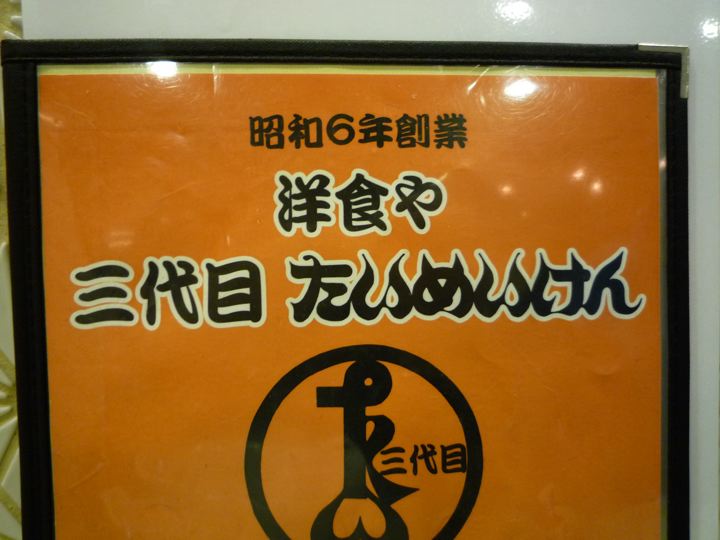 昭和6年創業
洋食や
三代目 たいめいけん
三代目